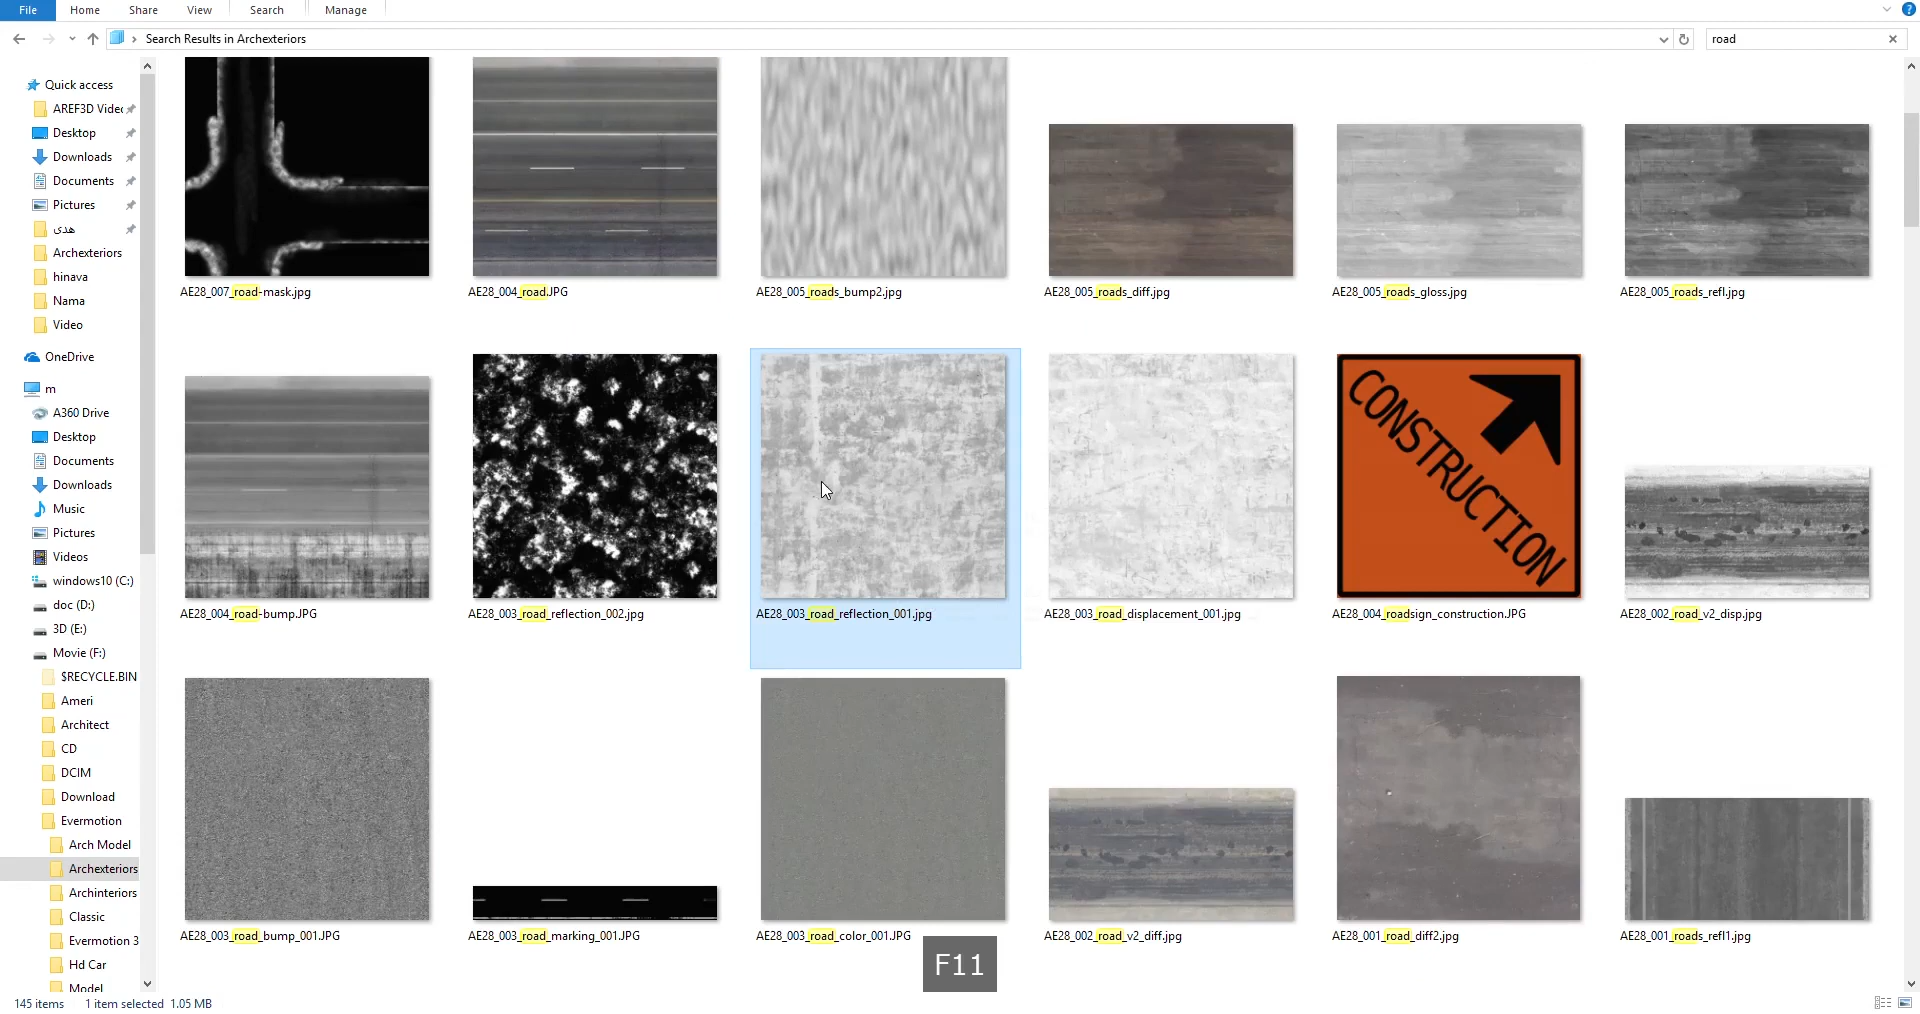 File Home Share View Search Manage
Search Results in Archexteriors
road
Quick access
AREF3D Videc
Desktop
Downloads
Documents
Pictures
هدی
Archexteriors
hinava
Nama
Video
OneDrive
m
A360 Drive
Desktop
Documents
Downloads
Music
Pictures
Videos
windows10 (C:)
doc (D:)
3D (E:)
Movie (F:)
$RECYCLE.BIN
Ameri
Architect
CD
DCIM
Download
Evermotion
Arch Model
Archexteriors
Archinteriors
Classic
Evermotion 3
Hd Car
Model
AE28_007_road-mask.jpg
AE28_004_road.JPG
AE28_005_roads_bump2.jpg
AE28_005_roads_diff.jpg
AE28_005_roads_gloss.jpg
AE28_005_roads_refl.jpg
CONSTRUCTION
AE28_004_road-bump.JPG
AE28_003_road_reflection_002.jpg
AE28_003_road_reflection_001.jpg
AE28_003_road_displacement_001.jpg
AE28_004_roadsign_construction.JPG
AE28_002_road_v2_disp.jpg
AE28_003_road_bump_001.JPG
AE28_003_road_marking_001.JPG
AE28_003_road_color_001.JPG
AE28_002_road_v2_diff.jpg
AE28_001_road_diff2.jpg
AE28_001_roads_refl1.jpg
F11
145 items 1 item selected 1.05 MB